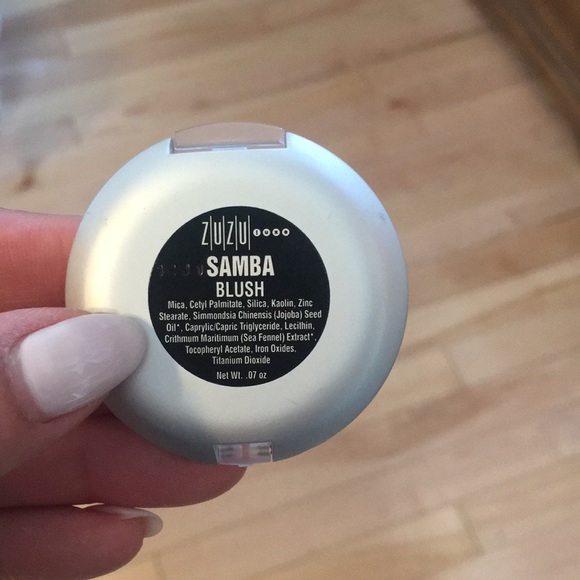 ZUZU LUXE
SAMBA
BLUSH
Mica, Cetyl Palmitate, Silica, Kaolin, Zinc
Stearate, Simmondsia Chinensis (Jojoba) Seed
Oil*, Caprylic/Capric Triglyceride, Lecithin,
Crithmum Maritimum (Sea Fennel) Extract*,
Tocopheryl Acetate, Iron Oxides,
Titanium Dioxide
Net Wt. .07 oz